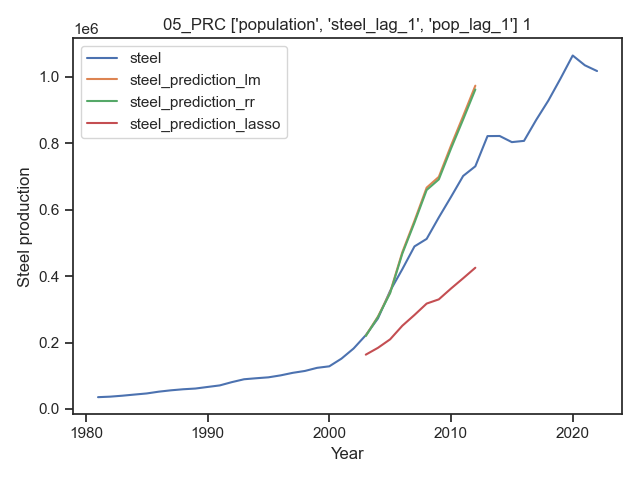 05_PRC ['population', 'steel_lag_1', 'pop_lag_1'] 1
1e6
steel
steel_prediction_lm
steel_prediction_rr
steel_prediction_lasso
1.0
0.8
0.6
0.4
0.2
0.0
Steel production
1980
1990
2000
2010
2020
Year